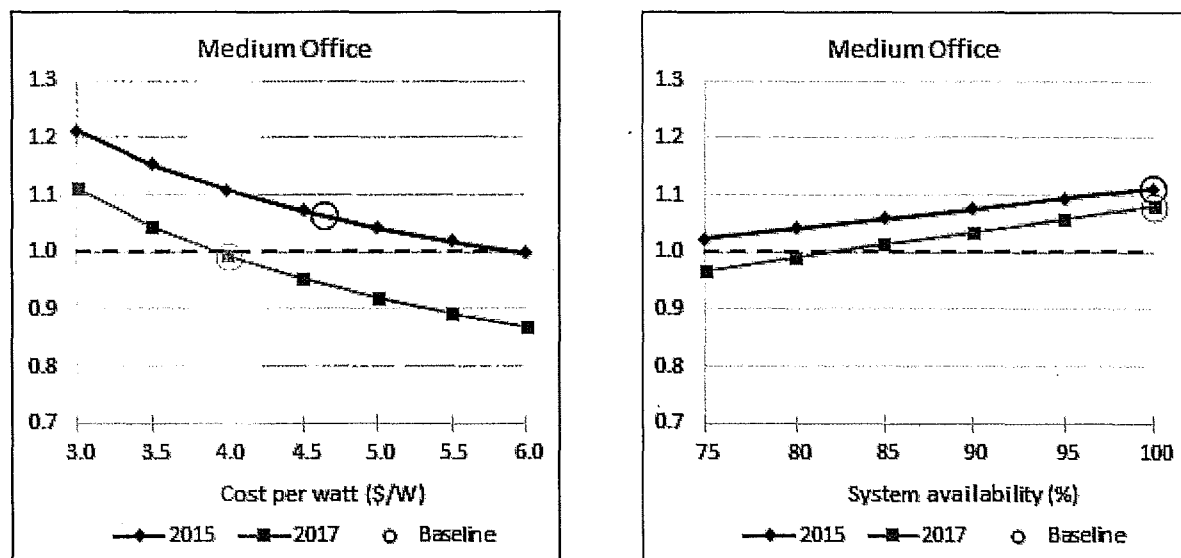 Medium Office
1.3
1.2
1.1
1.0
0.9
0.8
0.7
3.0 3.5 4.0 4.5 5.0 5.5 6.0
Cost per watt ($/W)
2015 2017 Baseline
Medium Office
1.3
1.2
1.1
1.0
0.9
0.8
0.7
75 80 85 90 95 100
System availability (%)
2015 2017 Baseline